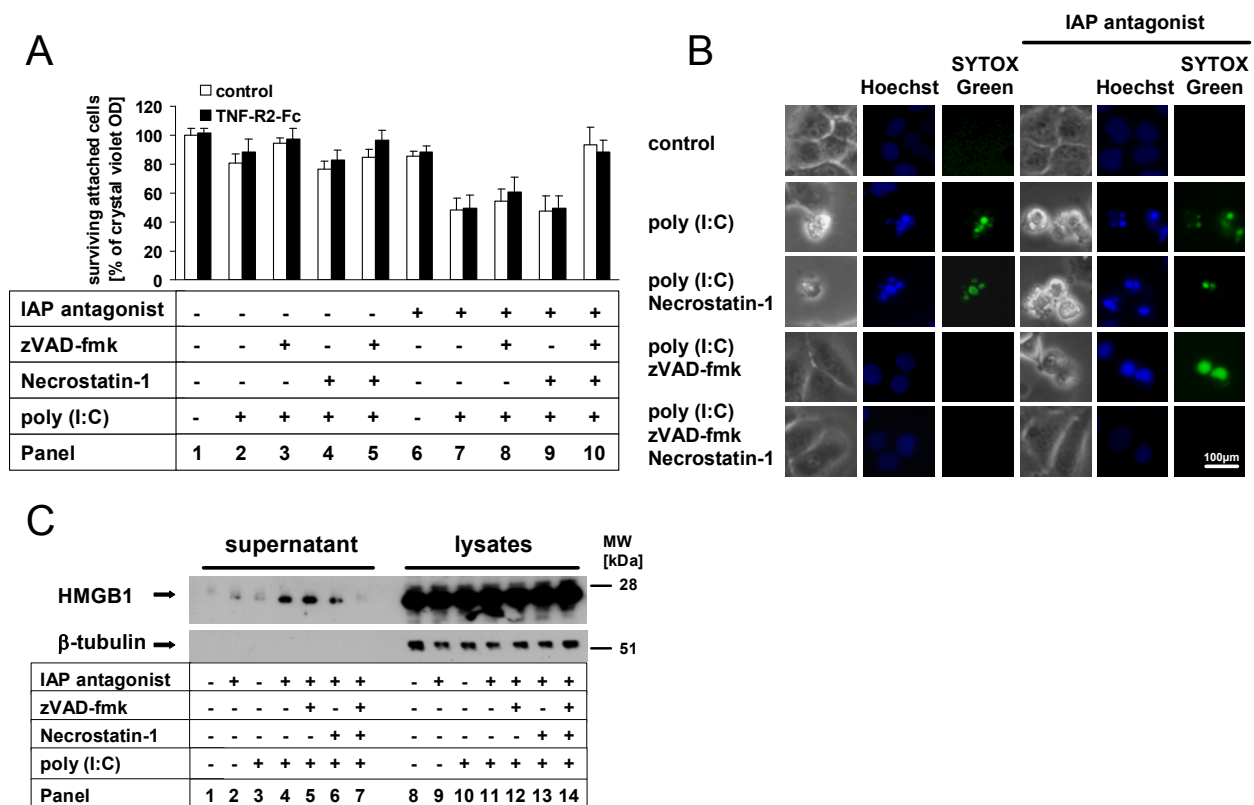 A
control
TNF-R2-Fc
surviving attached cells
[% of crystal violet OD]
120
100
80
60
40
20
0
IAP antagonist - - - - - + + + + +
zVAD-fmk - - + - + - - + - +
Necrostatin-1 - - - + + - - - + +
poly (I:C) - + + + + - + + + +
Panel 1 2 3 4 5 6 7 8 9 10
B
IAP antagonist
Hoechst SYTOX Green Hoechst SYTOX Green
control
poly (I:C)
poly (I:C)
Necrostatin-1
poly (I:C)
zVAD-fmk
poly (I:C)
zVAD-fmk
Necrostatin-1
100µm
C
supernatant lysates MW
[kDa]
HMGB1 28
β-tubulin 51
IAP antagonist - + - + + + + - + - + + + +
zVAD-fmk - - - - + - + - - - - + - +
Necrostatin-1 - - - - - + + - - - - - + +
poly (I:C) - - + + + + + - - + + + + +
Panel 1 2 3 4 5 6 7 8 9 10 11 12 13 14